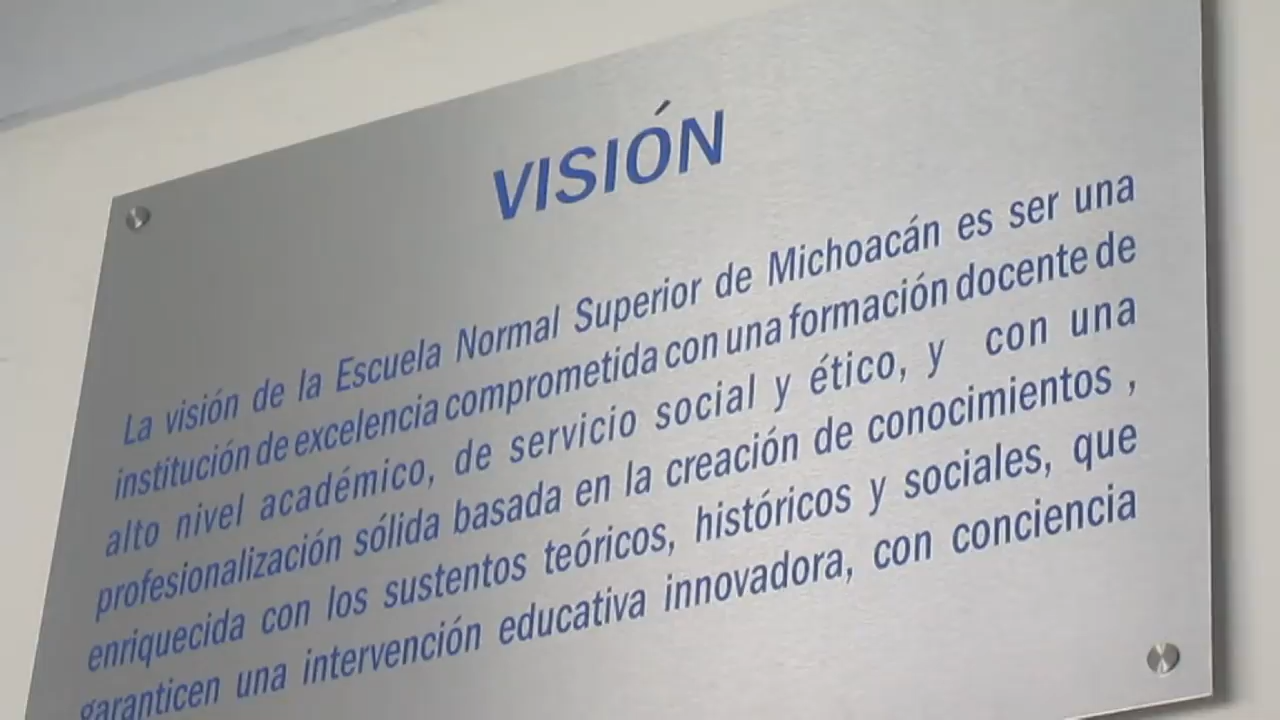 VISIÓN
La visión de la Escuela Normal Superior de Michoacán es ser una
institución de excelencia comprometida con una formación docente de
alto nivel académico, de servicio social y ético, y con una
profesionalización sólida basada en la creación de conocimientos ,
enriquecida con los sustentos teóricos, históricos y sociales, que
garanticen una intervención educativa innovadora, con conciencia